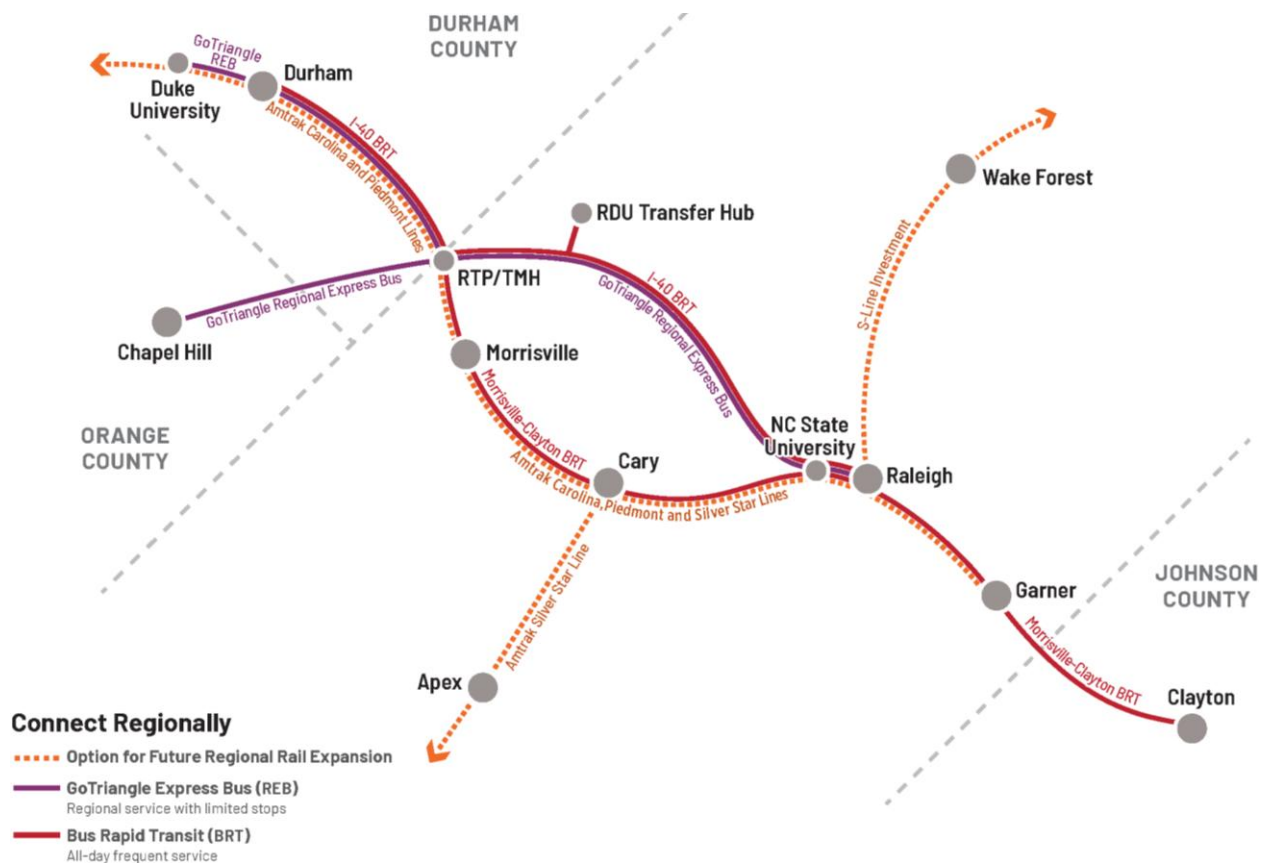 DURHAM
COUNTY
GoTriangle
REB
Durham
Duke
University
I-40 BRT
Amtrak Carolina and Piedmont Lines
Wake Forest
RDU Transfer Hub
S-Line Investment
RTP/TMH
GoTriangle Regional Express Bus
I-40 BRT
GoTriangle Regional Express Bus
Chapel Hill
Morrisville
Morrisville-Clayton BRT
ORANGE
COUNTY
NC State
University
Cary
Raleigh
Amtrak Carolina,Piedmont and Silver Star Lines
JOHNSON
COUNTY
Garner
Amtrak Silver Star Line
Morrisville-Clayton BRT
Apex
Clayton
Connect Regionally
Option for Future Regional Rail Expansion
GoTriangle Express Bus (REB)
Regional service with limited stops
Bus Rapid Transit (BRT)
All-day frequent service